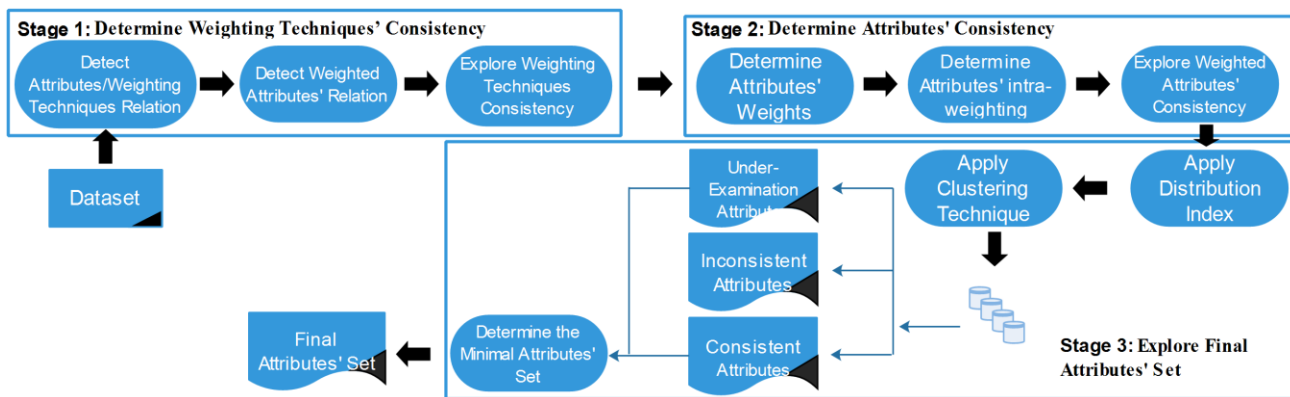 Stage 1: Determine Weighting Techniques' Consistency
Detect
Attributes/Weighting
Techniques Relation
Detect Weighted
Attributes' Relation
Explore Weighting
Techniques
Consistency
Stage 2: Determine Attributes' Consistency
Determine
Attributes'
Weights
Determine
Attributes' intra-
weighting
Explore Weighted
Attributes'
Consistency
Dataset
Apply
Distribution
Index
Apply
Clustering
Technique
Under-
Examination
Attribut
Inconsistent
Attributes
Consistent
Attributes
Determine the
Minimal Attributes'
Set
Final
Attributes' Set
Stage 3: Explore Final
Attributes' Set